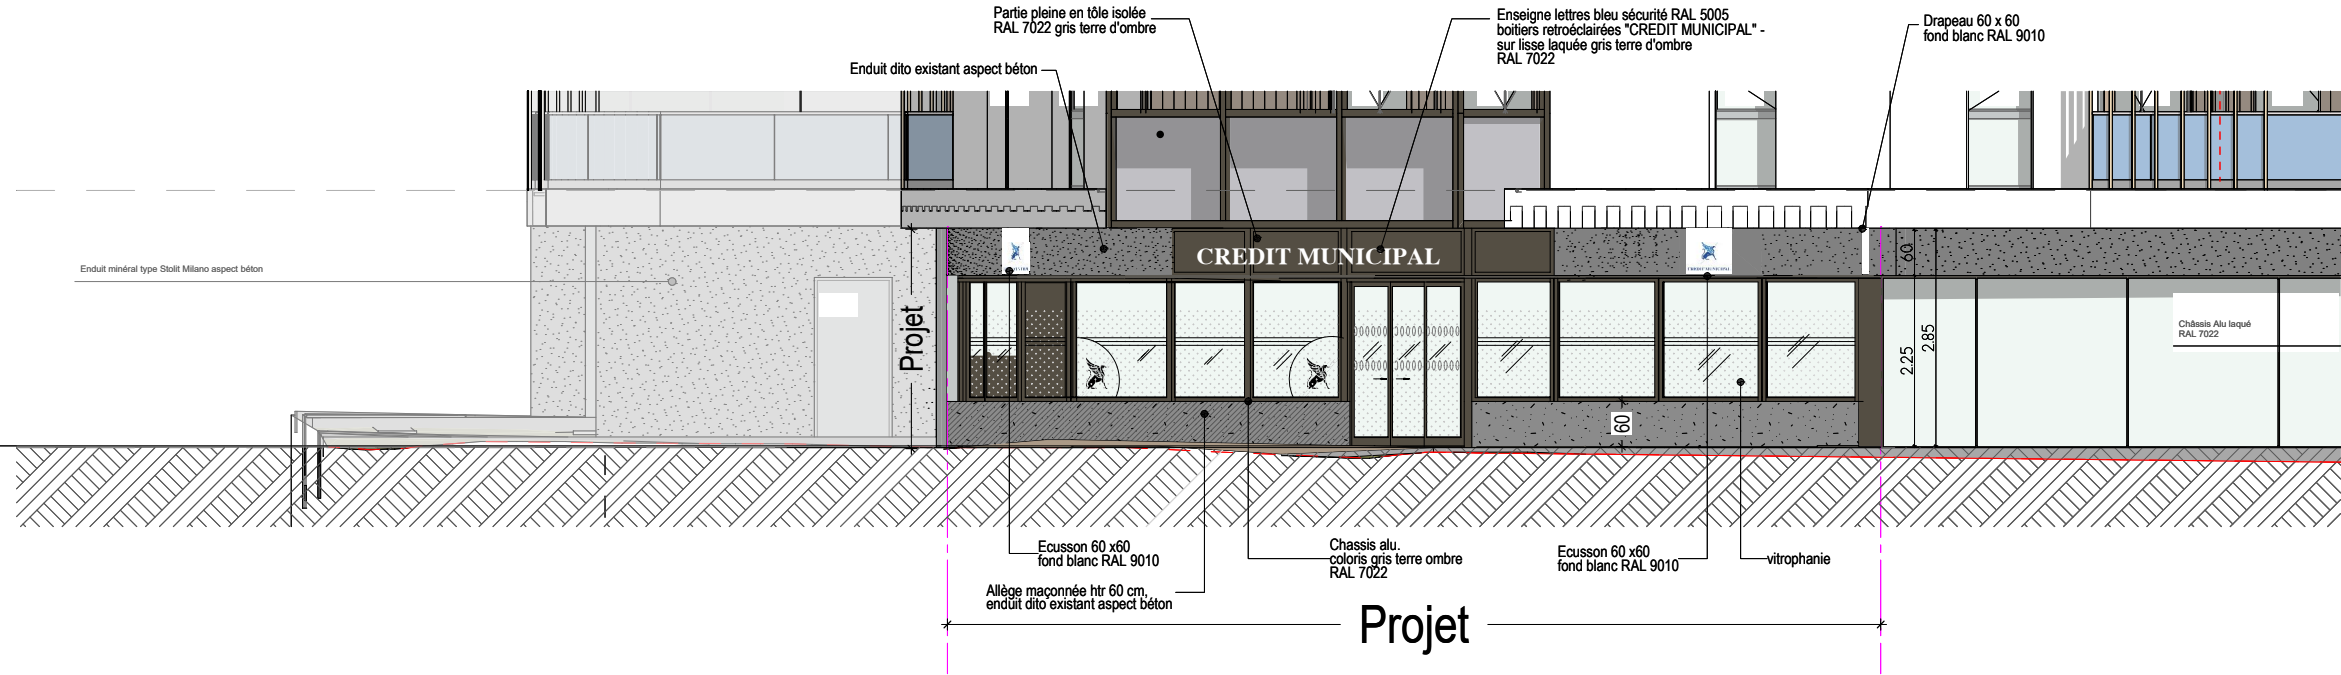 Partie pleine en tôle isolée
RAL 7022 gris terre d'ombre
Enseigne lettres bleu sécurité RAL 5005
boitiers retroéclairées "CREDIT MUNICIPAL" -
sur lisse laquée gris terre d'ombre
RAL 7022
Drapeau 60 x 60
fond blanc RAL 9010
Enduit dito existant aspect béton
Enduit minéral type Stolit Milano aspect béton
CREDIT MUNICIPAL
CREDIT MUNICIPAL
60
Projet
Châssis Alu laqué
RAL 7022
2.25
2.85
60
Ecusson 60 x60
fond blanc RAL 9010
Allège maçonnée htr 60 cm,
enduit dito existant aspect béton
Chassis alu.
coloris gris terre ombre
RAL 7022
Ecusson 60 x60
fond blanc RAL 9010
vitrophanie
Projet